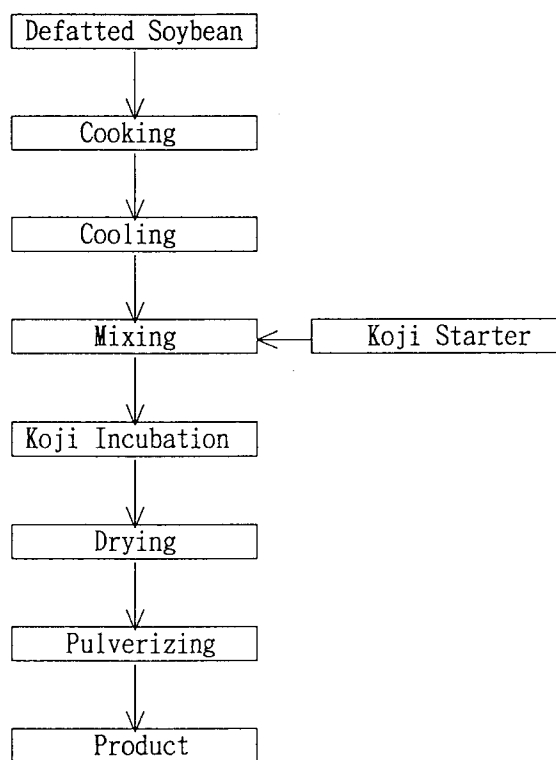 Defatted Soybean
Cooking
Cooling
Mixing
Koji Starter
Koji Incubation
Drying
Pulverizing
Product